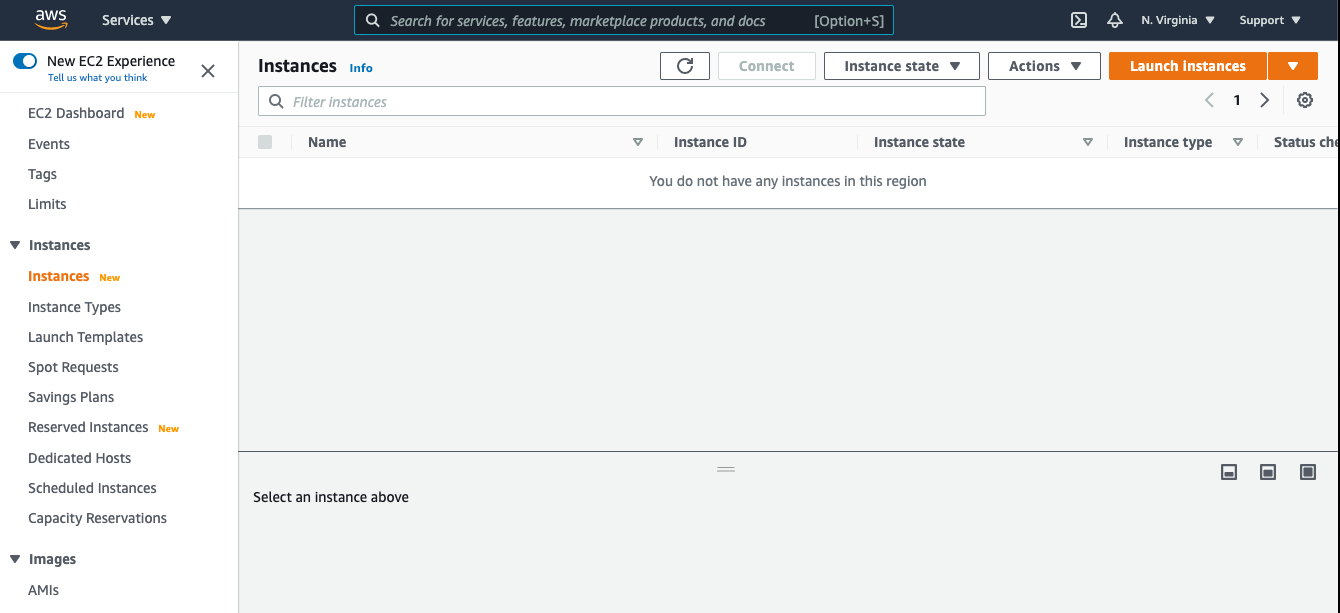 aws
Services
Search for services, features, marketplace products, and docs [Option+S]
N. Virginia
Support
New EC2 Experience
Tell us what you think
EC2 Dashboard New
Events
Tags
Limits
Instances
Instances New
Instance Types
Launch Templates
Spot Requests
Savings Plans
Reserved Instances New
Dedicated Hosts
Scheduled Instances
Capacity Reservations
Images
AMIs
Instances Info
Connect
Instance state
Actions
Launch instances
Filter instances
1
Name Instance ID Instance state Instance type Status che
You do not have any instances in this region
Select an instance above